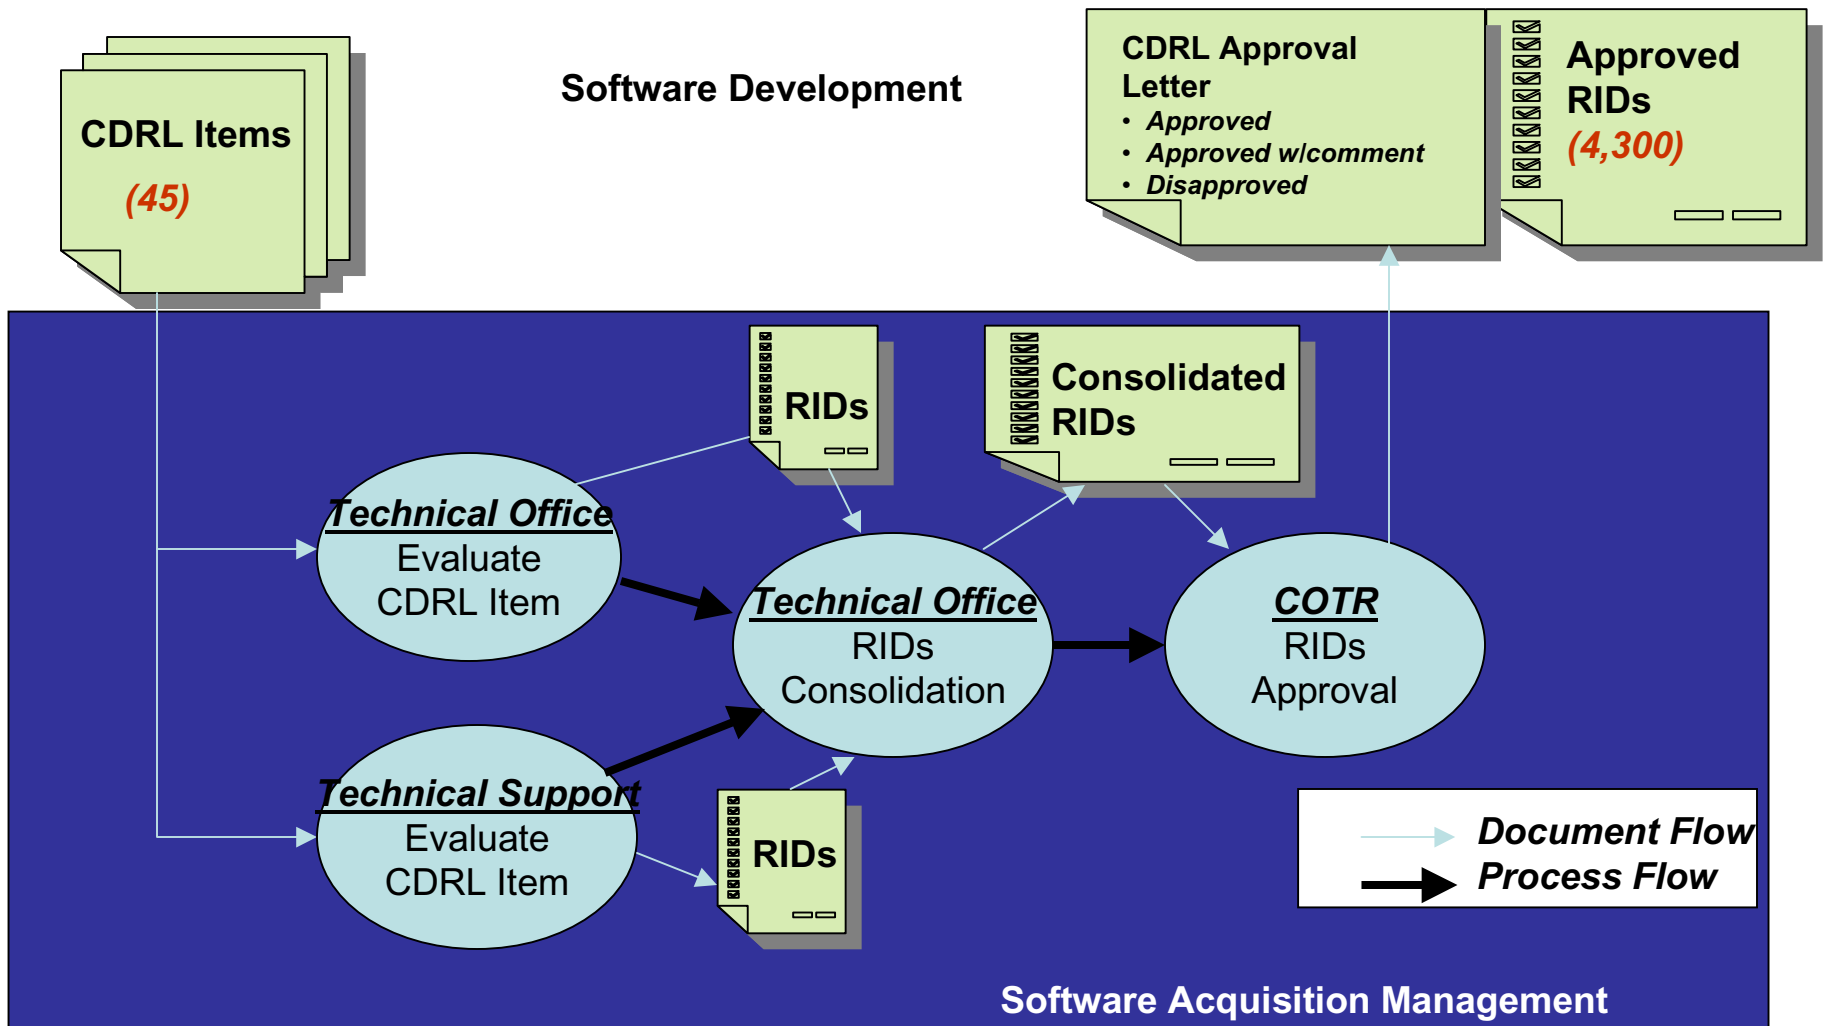 Software Development
CDRL Items
(45)
CDRL Approval
Letter
• Approved
• Approved w/comment
• Disapproved
Approved
RIDs
(4,300)
RIDs
Consolidated
RIDs
Technical Office
Evaluate
CDRL Item
Technical Office
RIDs
Consolidation
COTR
RIDs
Approval
Technical Support
Evaluate
CDRL Item
RIDs
Document Flow
Process Flow
Software Acquisition Management